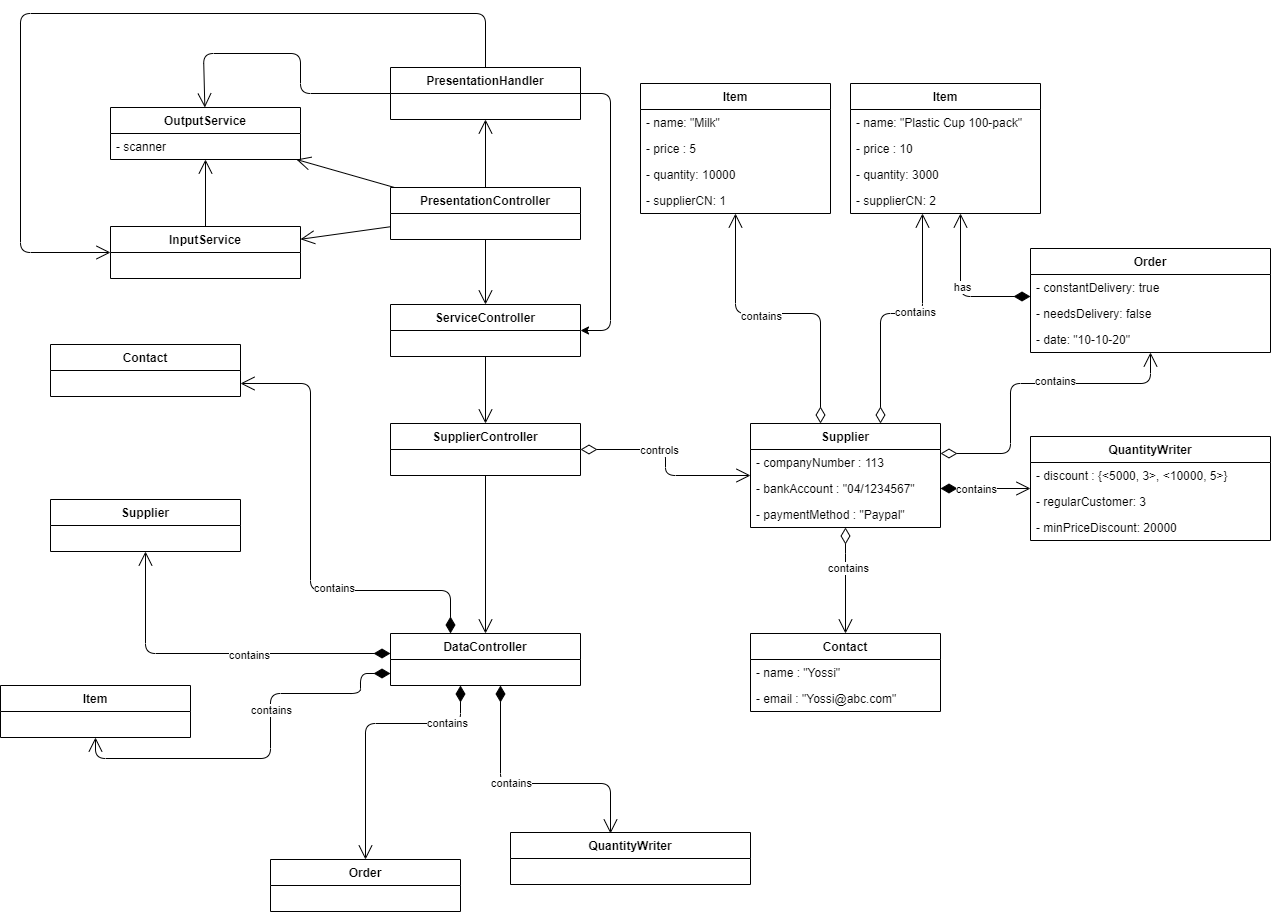 PresentationHandler
OutputService
- scanner
PresentationController
InputService
ServiceController
Item
- name: "Milk"
- price : 5
- quantity: 10000
- supplierCN: 1
Item
- name: "Plastic Cup 100-pack"
- price : 10
- quantity: 3000
- supplierCN: 2
Order
- constantDelivery: true
- needsDelivery: false
- date: "10-10-20"
has
contains
contains
contains
Contact
SupplierController
controls
Supplier
- companyNumber : 113
- bankAccount : "04/1234567"
- paymentMethod : "Paypal"
contains
QuantityWriter
- discount : {<5000, 3>, <10000, 5>}
- regularCustomer: 3
- minPriceDiscount: 20000
contains
Contact
- name : "Yossi"
- email : "Yossi@abc.com"
Supplier
contains
DataController
contains
Item
contains
contains
contains
Order
QuantityWriter